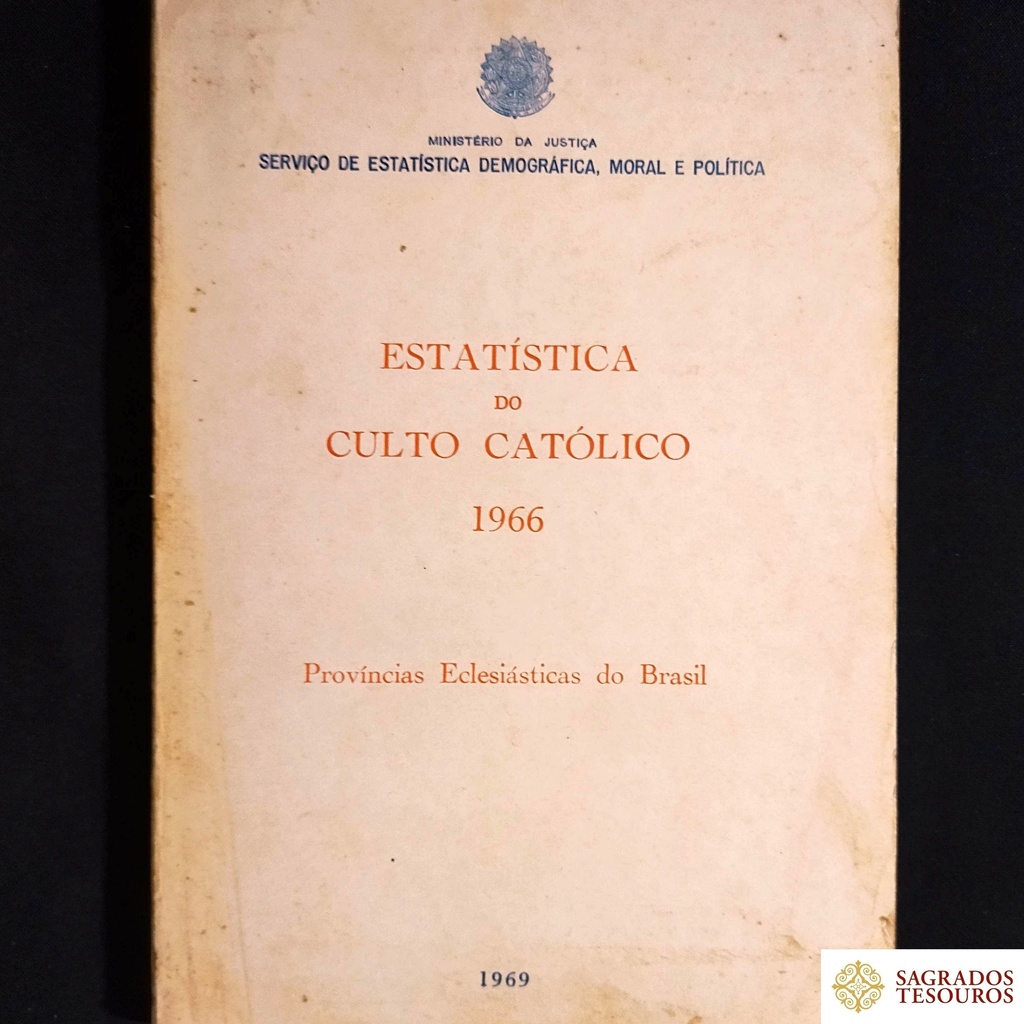 MINISTÉRIO DA JUSTIÇA
SERVIÇO DE ESTATÍSTICA DEMOGRÁFICA, MORAL E POLÍTICA
ESTATÍSTICA
DO
CULTO CATÓLICO
1966
Províncias Eclesiásticas do Brasil
1969
SAGRADOS
TESOUROS